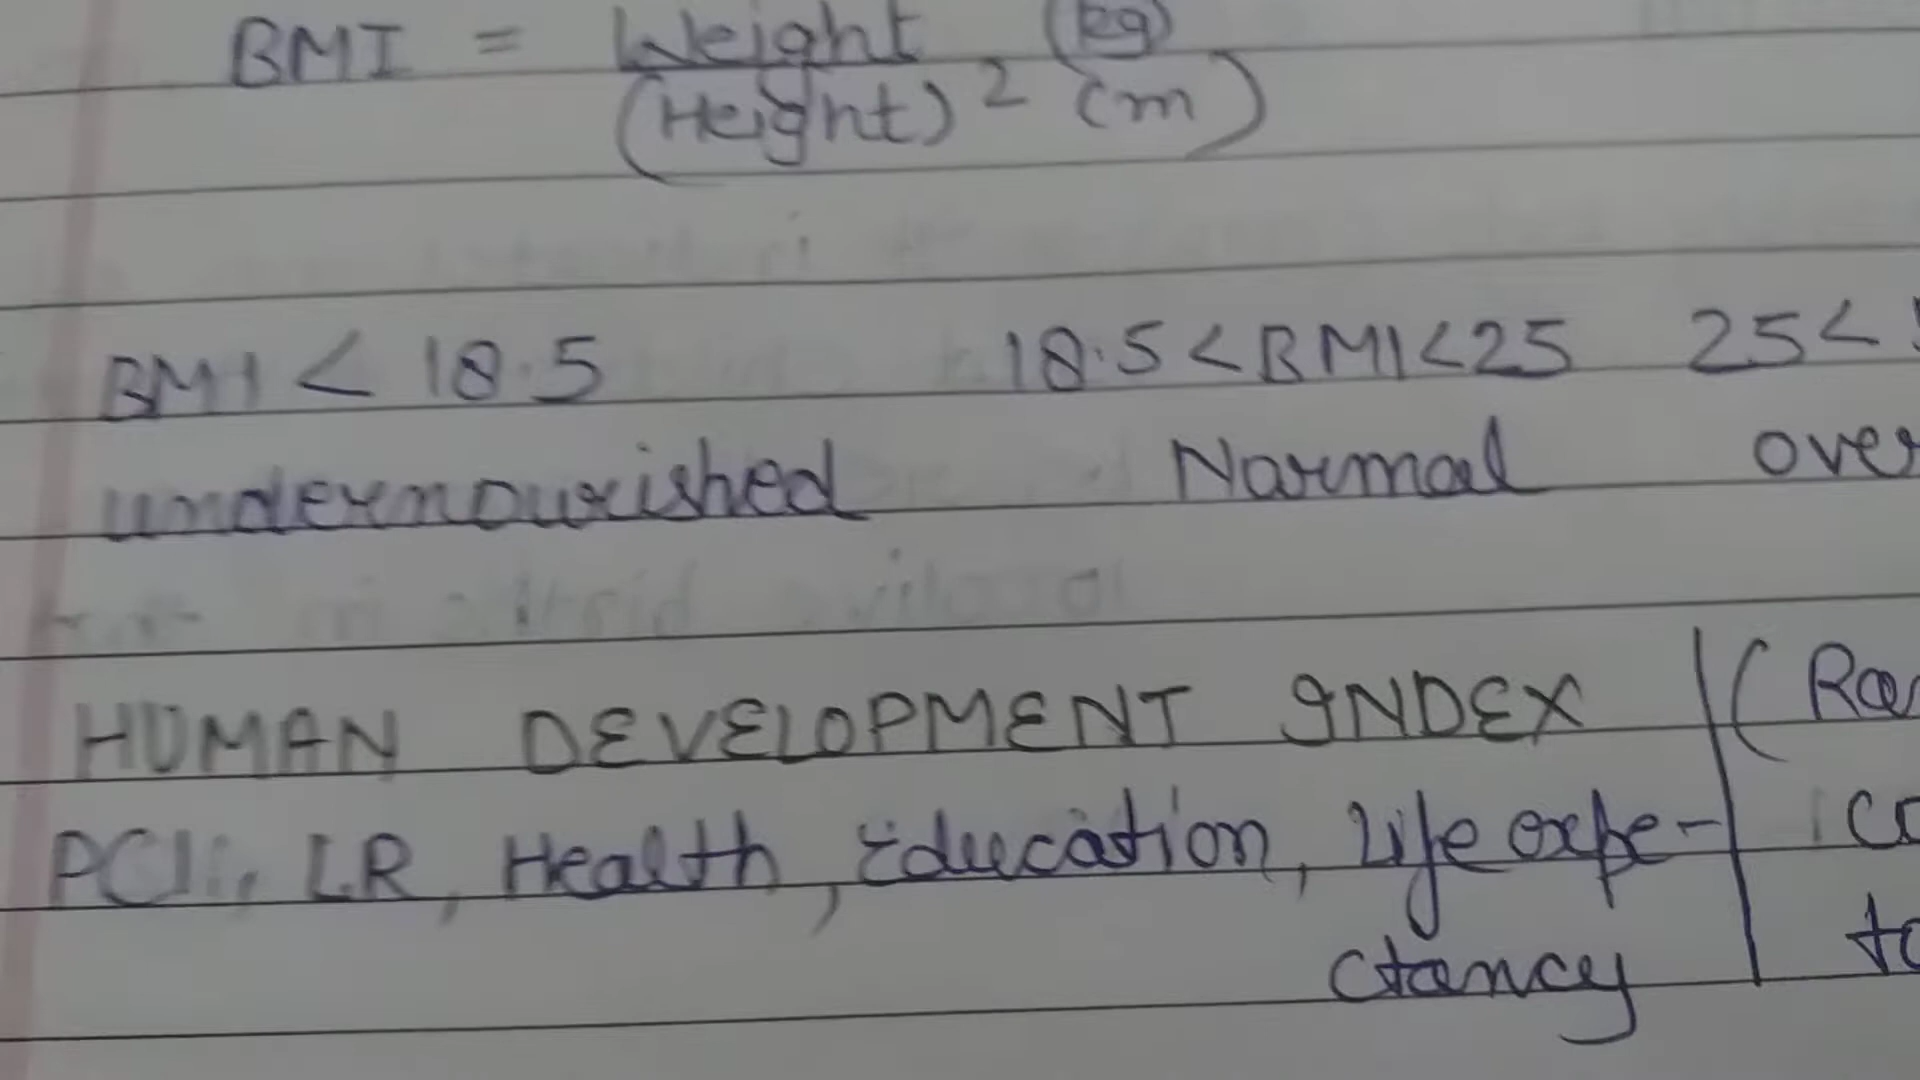 BMI = Weight (kg)
(Height)² (m)
BMI < 18.5 18.5 < BMI < 25 25 <
undernourished Normal over
HUMAN DEVELOPMENT INDEX
PCI, LR, Health, Education, Life expe-
ctancy